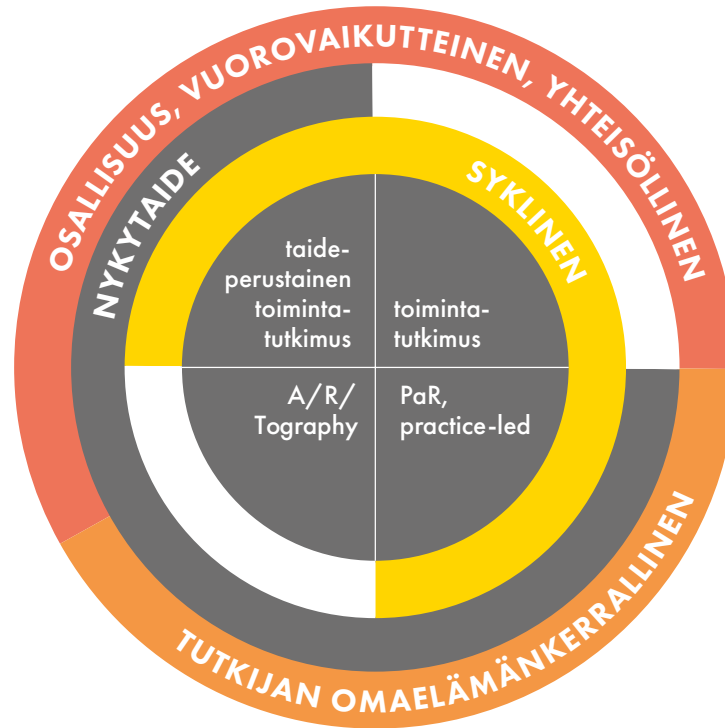 OSALLISUUS, VUOROVAIKUTTEINEN, YHTEISÖLLINEN
NYKYTAIDE
SYKLINEN
taide-
perustainen
toiminta-
tutkimus
toiminta-
tutkimus
A/R/
Tography
PaR,
practice-led
TUTKIJAN OMAELÄMÄNKERRALLINEN